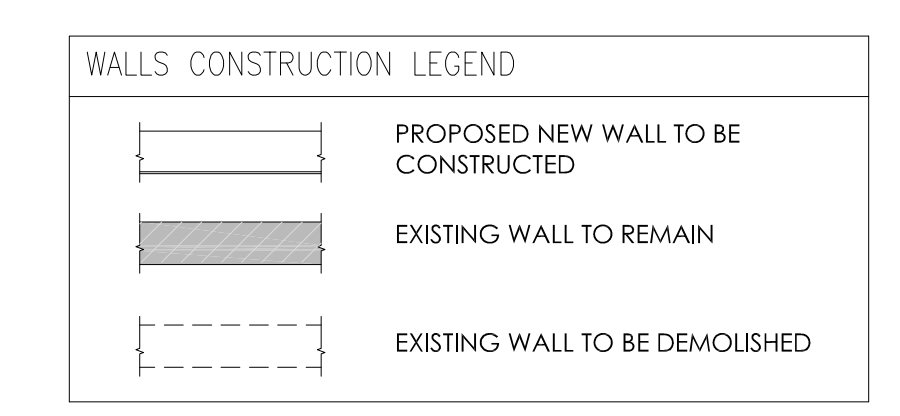 WALLS CONSTRUCTION LEGEND
PROPOSED NEW WALL TO BE
CONSTRUCTED
EXISTING WALL TO REMAIN
EXISTING WALL TO BE DEMOLISHED